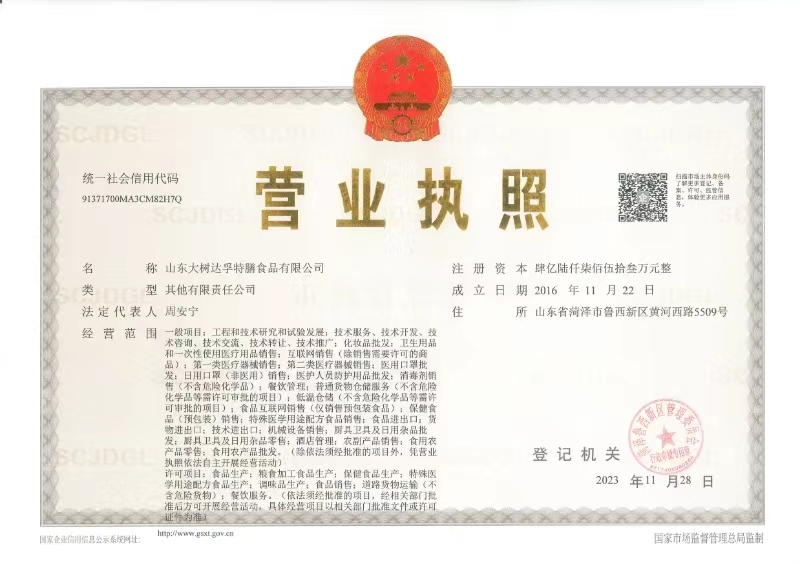 统一社会信用代码
91371700MA3CM82H7Q
营业执照
扫描市场主体身份码
了解更多登记、备
案、许可、监管信
息，体验更多应用服
务。
名 称 山东大树达孚特膳食品有限公司
类 型 其他有限责任公司
法定代表人 周安宁
经营范围 一般项目：工程和技术研究和试验发展；技术服务、技术开发、技
术咨询、技术交流、技术转让、技术推广；化妆品批发；卫生用品
和一次性使用医疗用品销售；互联网销售（除销售需要许可的商
品）；第一类医疗器械销售；第二类医疗器械销售；医用口罩批
发；日用口罩（非医用）销售；医护人员防护用品批发；消毒剂销
售（不含危险化学品）；餐饮管理；普通货物仓储服务（不含危险
化学品等需许可审批的项目）；低温仓储（不含危险化学品等需许
可审批的项目）；食品互联网销售（仅销售预包装食品）；保健食
品（预包装）销售；特殊医学用途配方食品销售；食品进出口；货
物进出口；技术进出口；机械设备销售；厨具卫具及日用杂品批
发；厨具卫具及日用杂品零售；酒店管理；农副产品销售；食用农
产品零售；食用农产品批发。（除依法须经批准的项目外，凭营业
执照依法自主开展经营活动）
许可项目：食品生产；粮食加工食品生产；保健食品生产；特殊医
学用途配方食品生产；调味品生产；食品销售；道路货物运输（不
含危险货物）；餐饮服务。（依法须经批准的项目，经相关部门批
准后方可开展经营活动，具体经营项目以相关部门批准文件或许可
证件为准）
注册资本 肆亿陆仟柒佰伍拾叁万元整
成立日期 2016 年 11 月 22 日
住 所 山东省菏泽市鲁西新区黄河西路5509号
登记机关
2023 年 11 月 28 日
国家企业信用信息公示系统网址：
http://www.gsxt.gov.cn
国家市场监督管理总局监制